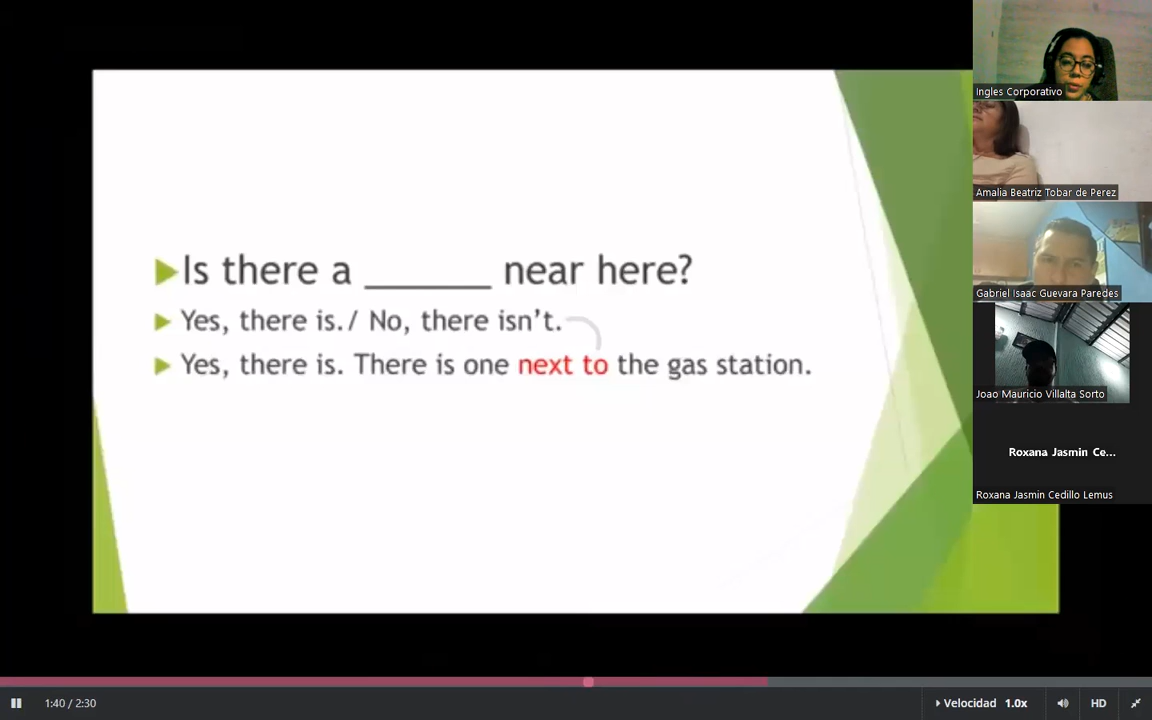 Is there a ______ near here?
Yes, there is./ No, there isn't.
Yes, there is. There is one next to the gas station.
Ingles Corporativo
Amalia Beatriz Tobar de Perez
Gabriel Isaac Guevara Paredes
Joao Mauricio Villalta Sorto
Roxana Jasmin Ce...
Roxana Jasmin Cedillo Lemus
1:40 / 2:30
Velocidad 1.0x
HD